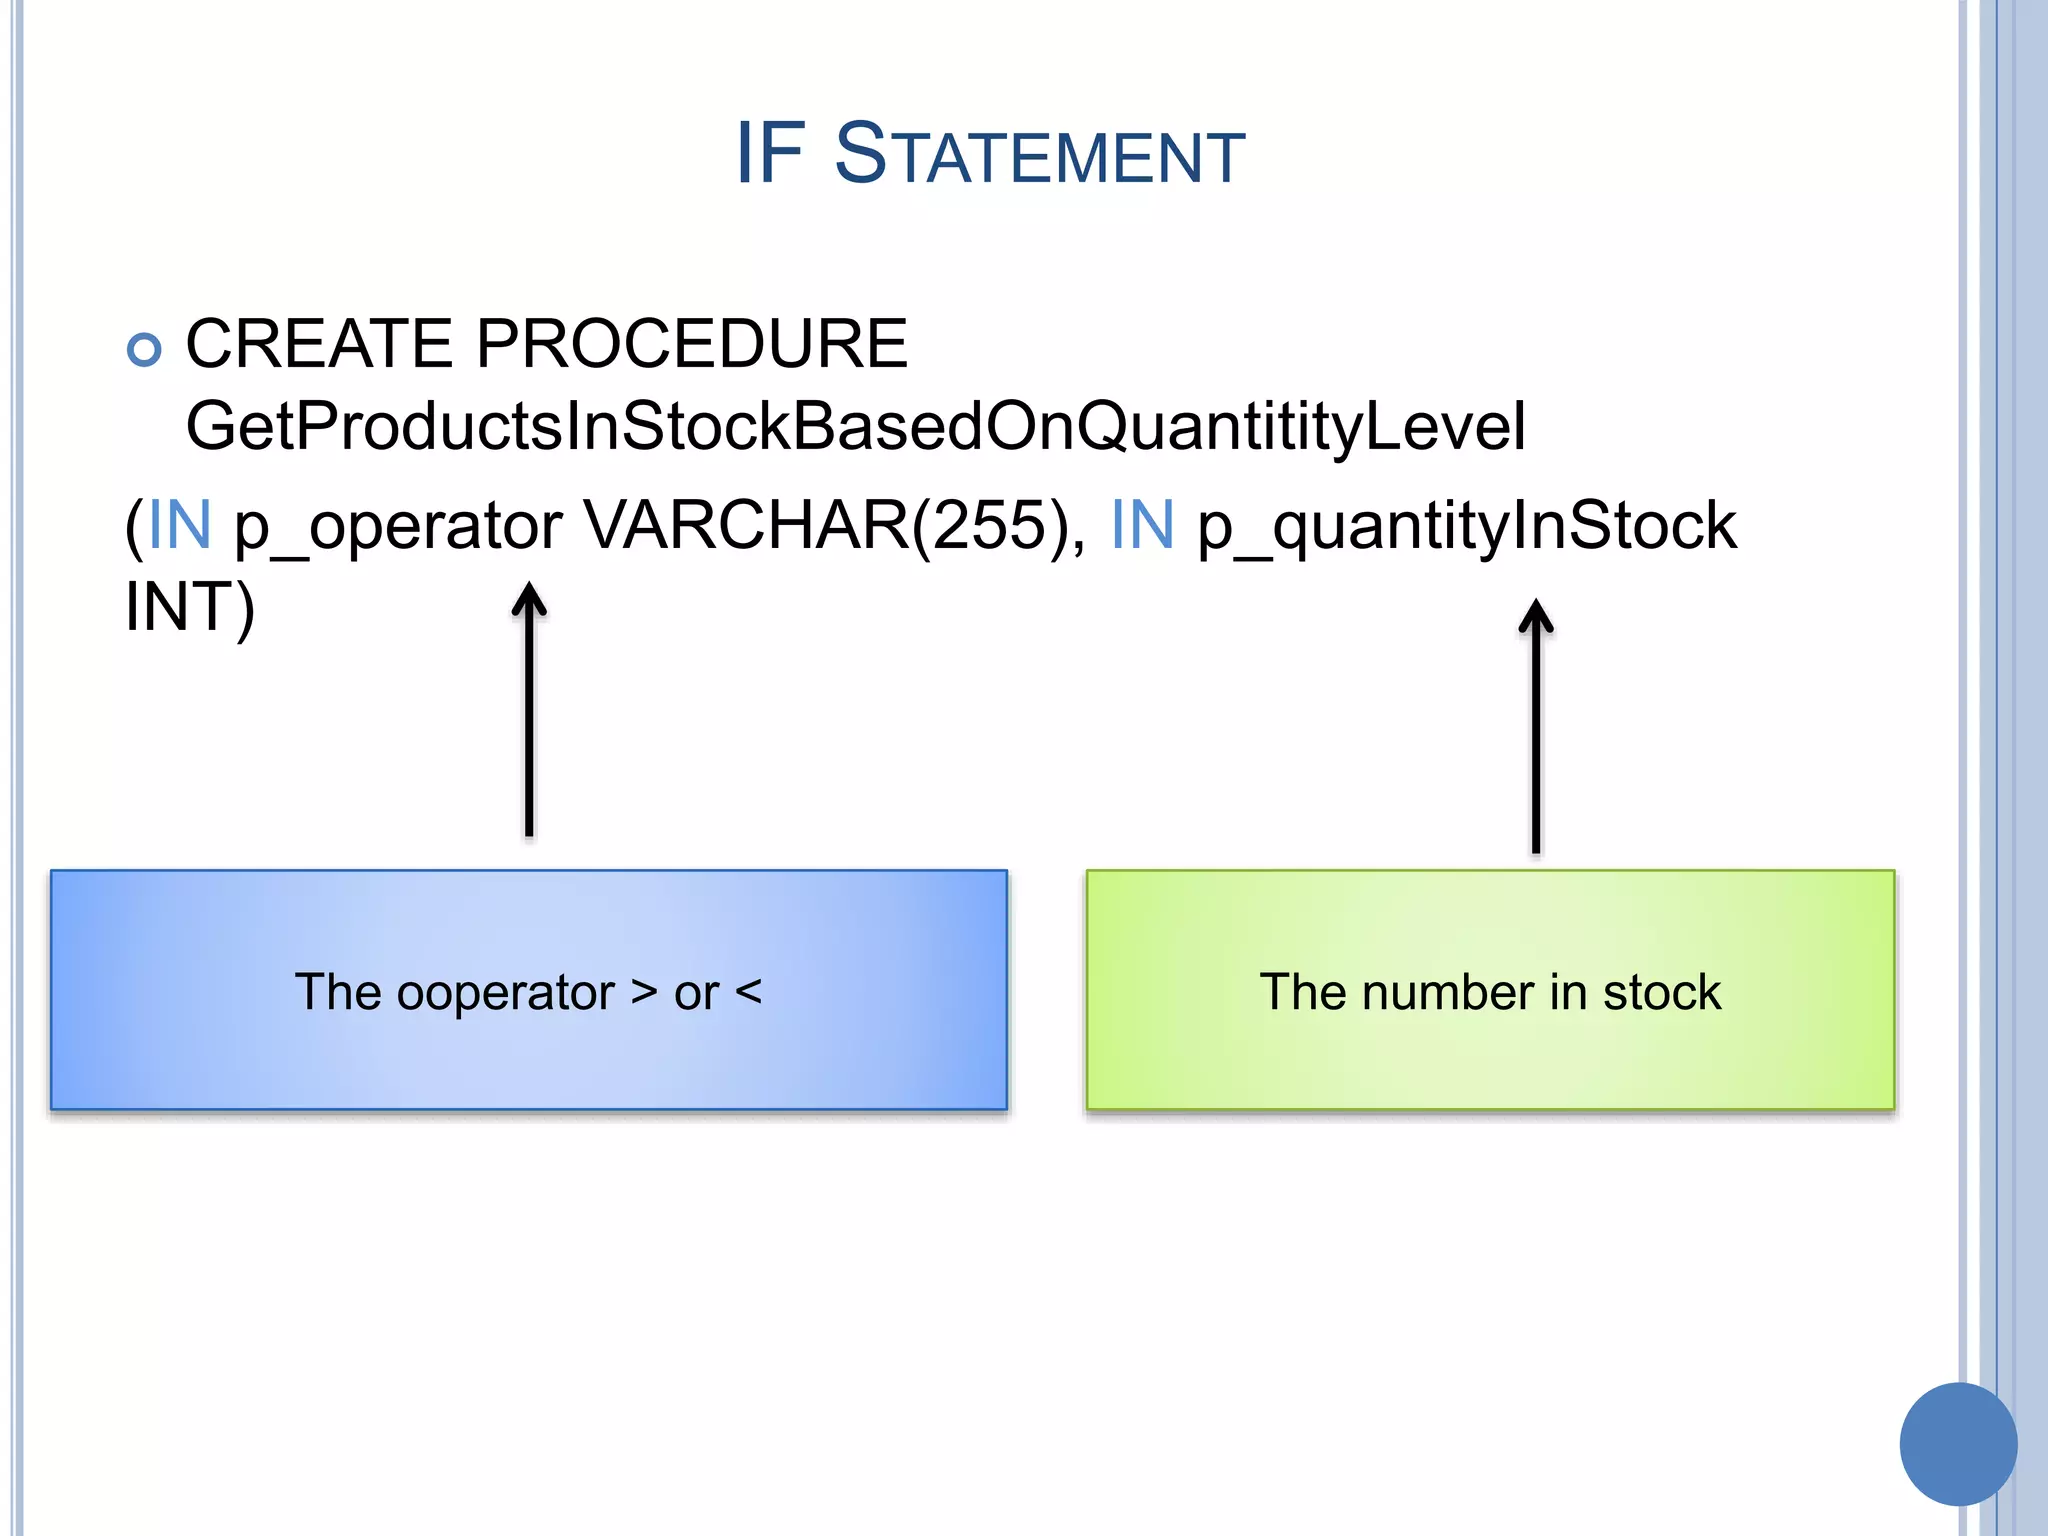 IF STATEMENT
CREATE PROCEDURE
GetProductsInStockBasedOnQuantitityLevel
(IN p_operator VARCHAR(255), IN p_quantityInStock
INT)
The ooperator > or <
The number in stock